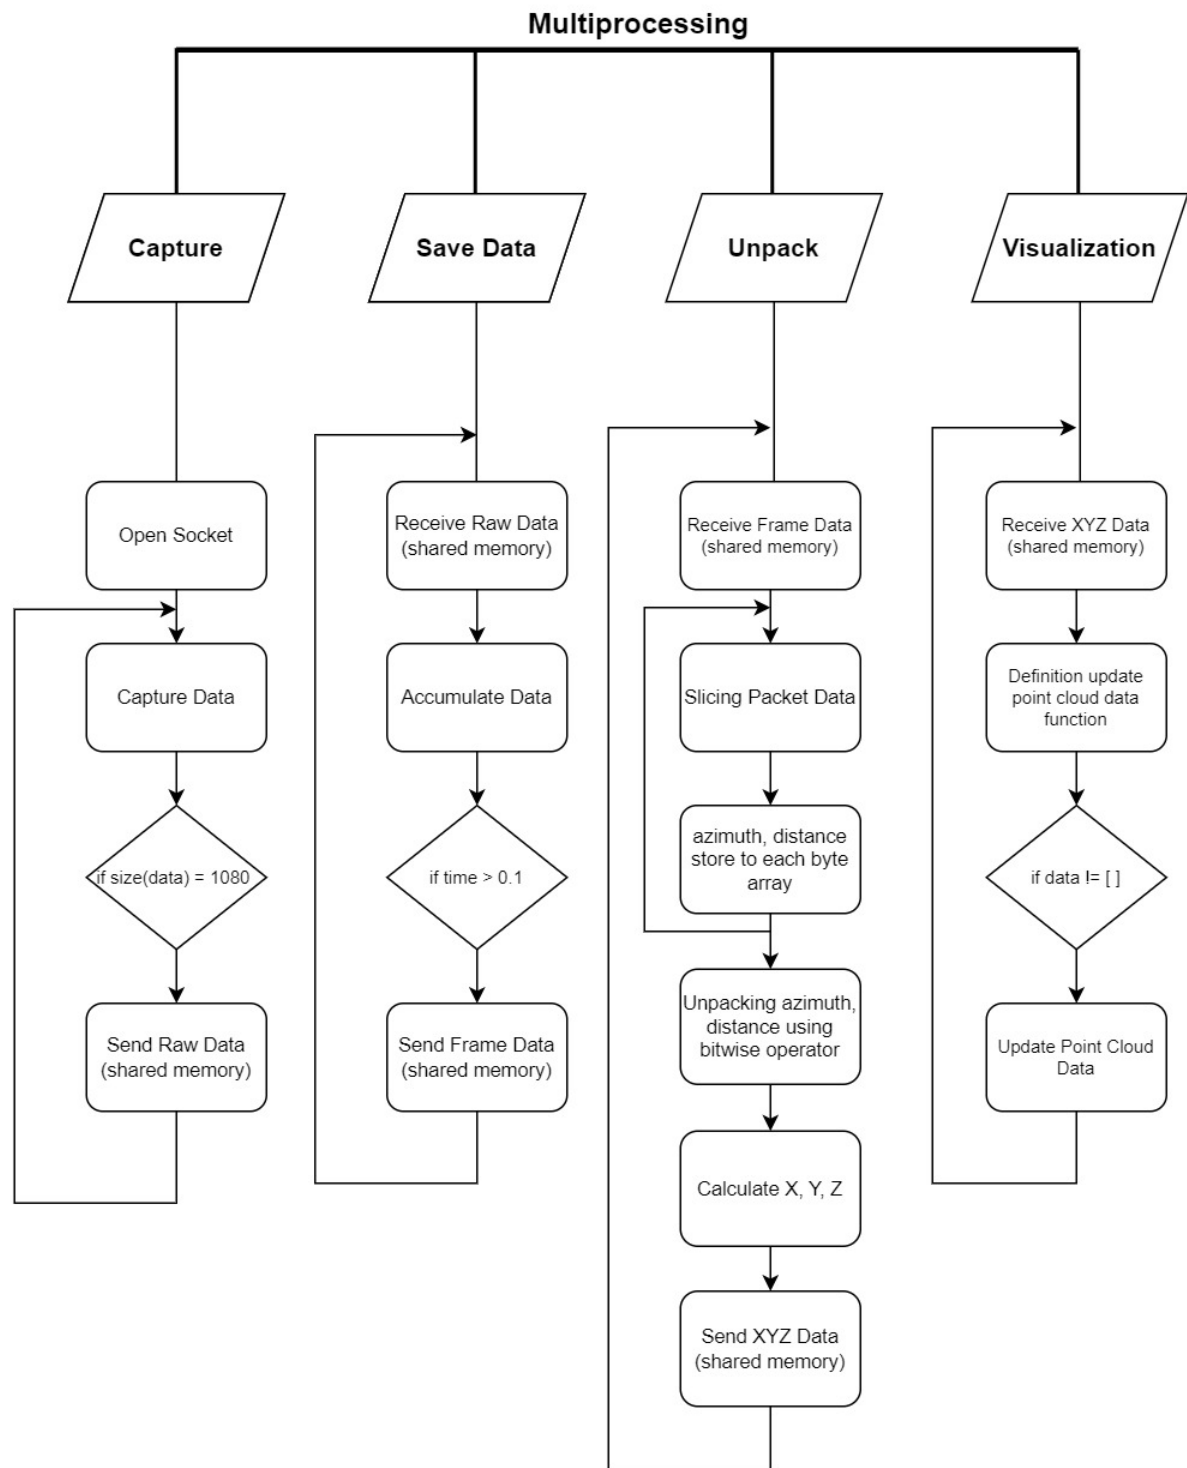 Multiprocessing
Capture
Save Data
Unpack
Visualization
Open Socket
Capture Data
if size(data) = 1080
Send Raw Data
(shared memory)
Receive Raw Data
(shared memory)
Accumulate Data
if time > 0.1
Send Frame Data
(shared memory)
Receive Frame Data
(shared memory)
Slicing Packet Data
azimuth, distance
store to each byte
array
Unpacking azimuth,
distance using
bitwise operator
Calculate X, Y, Z
Send XYZ Data
(shared memory)
Receive XYZ Data
(shared memory)
Definition update
point cloud data
function
if data != [ ]
Update Point Cloud
Data